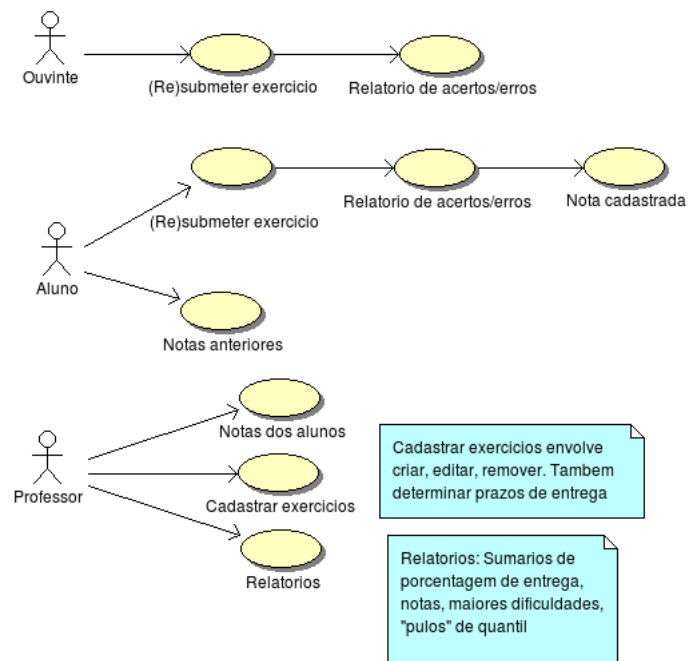 Ouvinte
(Re)submeter exercicio
Relatorio de acertos/erros
(Re)submeter exercicio
Relatorio de acertos/erros
Nota cadastrada
Aluno
Notas anteriores
Notas dos alunos
Professor
Cadastrar exercicios
Relatorios
Cadastrar exercicios envolve
criar, editar, remover. Tambem
determinar prazos de entrega
Relatorios: Sumarios de
porcentagem de entrega,
notas, maiores dificuldades,
"pulos" de quantil